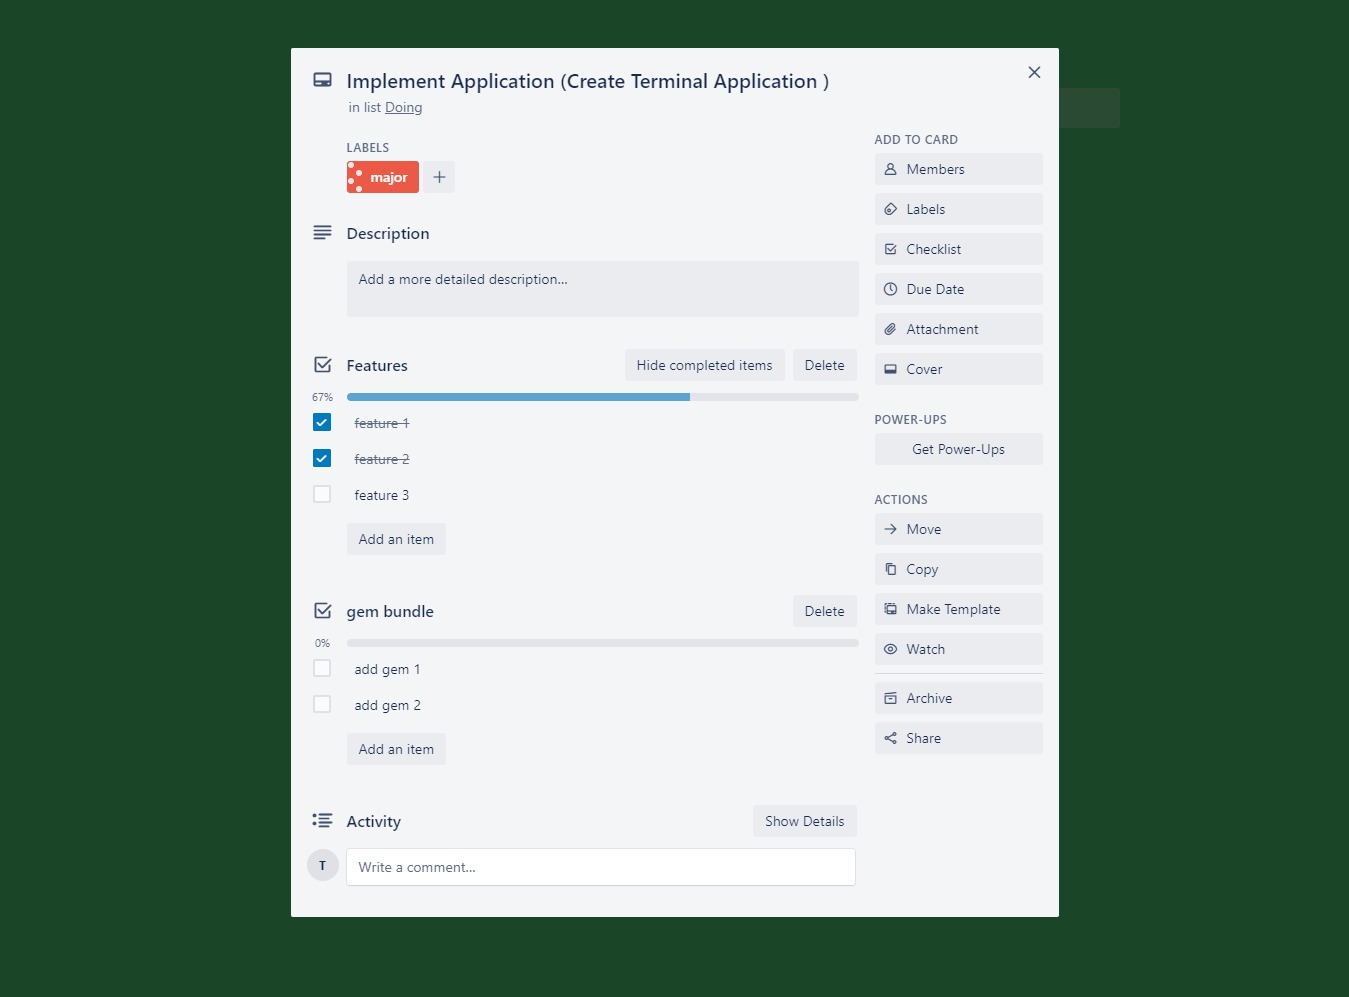 Implement Application (Create Terminal Application )
in list Doing
LABELS
major
Description
Add a more detailed description...
Features
Hide completed items
Delete
67%
feature 1
feature 2
feature 3
Add an item
gem bundle
Delete
0%
add gem 1
add gem 2
Add an item
Activity
Show Details
T
Write a comment...
ADD TO CARD
Members
Labels
Checklist
Due Date
Attachment
Cover
POWER-UPS
Get Power-Ups
ACTIONS
Move
Copy
Make Template
Watch
Archive
Share